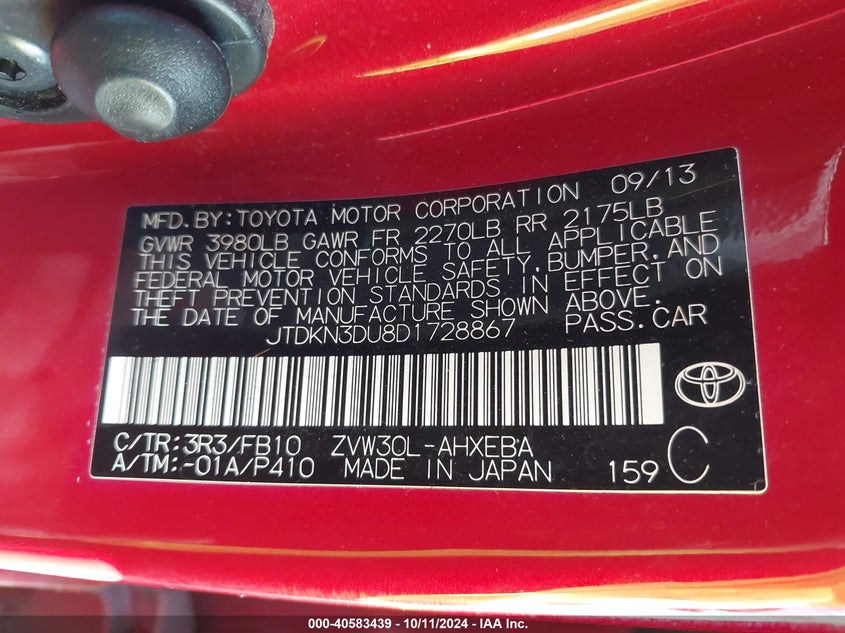 MFD. BY: TOYOTA MOTOR CORPORATION 09/13
GVWR 3980LB GAWR FR 2270LB RR 2175LB
THIS VEHICLE CONFORMS TO ALL APPLICABLE
FEDERAL MOTOR VEHICLE SAFETY, BUMPER, AND
THEFT PREVENTION STANDARDS IN EFFECT ON
THE DATE OF MANUFACTURE SHOWN ABOVE.
JTDKN3DU8D1728867 PASS. CAR
C/TR: 3R3/FB10 ZVW30L-AHXEBA
A/TM: -01A/P410 MADE IN JAPAN 159 C
000-40583439 - 10/11/2024 - IAA Inc.